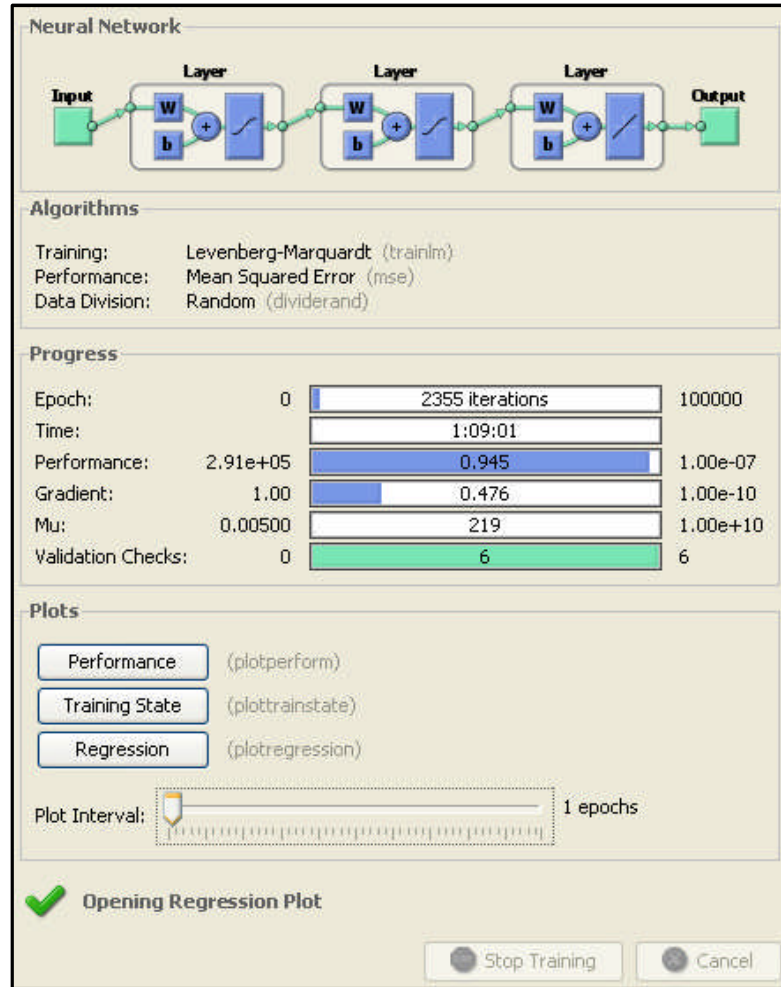 Neural Network
Layer Layer Layer
Input Output
W W W
+ + +
b b b
Algorithms
Training: Levenberg-Marquardt (trainlm)
Performance: Mean Squared Error (mse)
Data Division: Random (dividerand)
Progress
Epoch: 0 2355 iterations 100000
Time: 1:09:01
Performance: 2.91e+05 0.945 1.00e-07
Gradient: 1.00 0.476 1.00e-10
Mu: 0.00500 219 1.00e+10
Validation Checks: 0 6 6
Plots
Performance (plotperform)
Training State (plottrainstate)
Regression (plotregression)
Plot Interval: 1 epochs
Opening Regression Plot
Stop Training Cancel